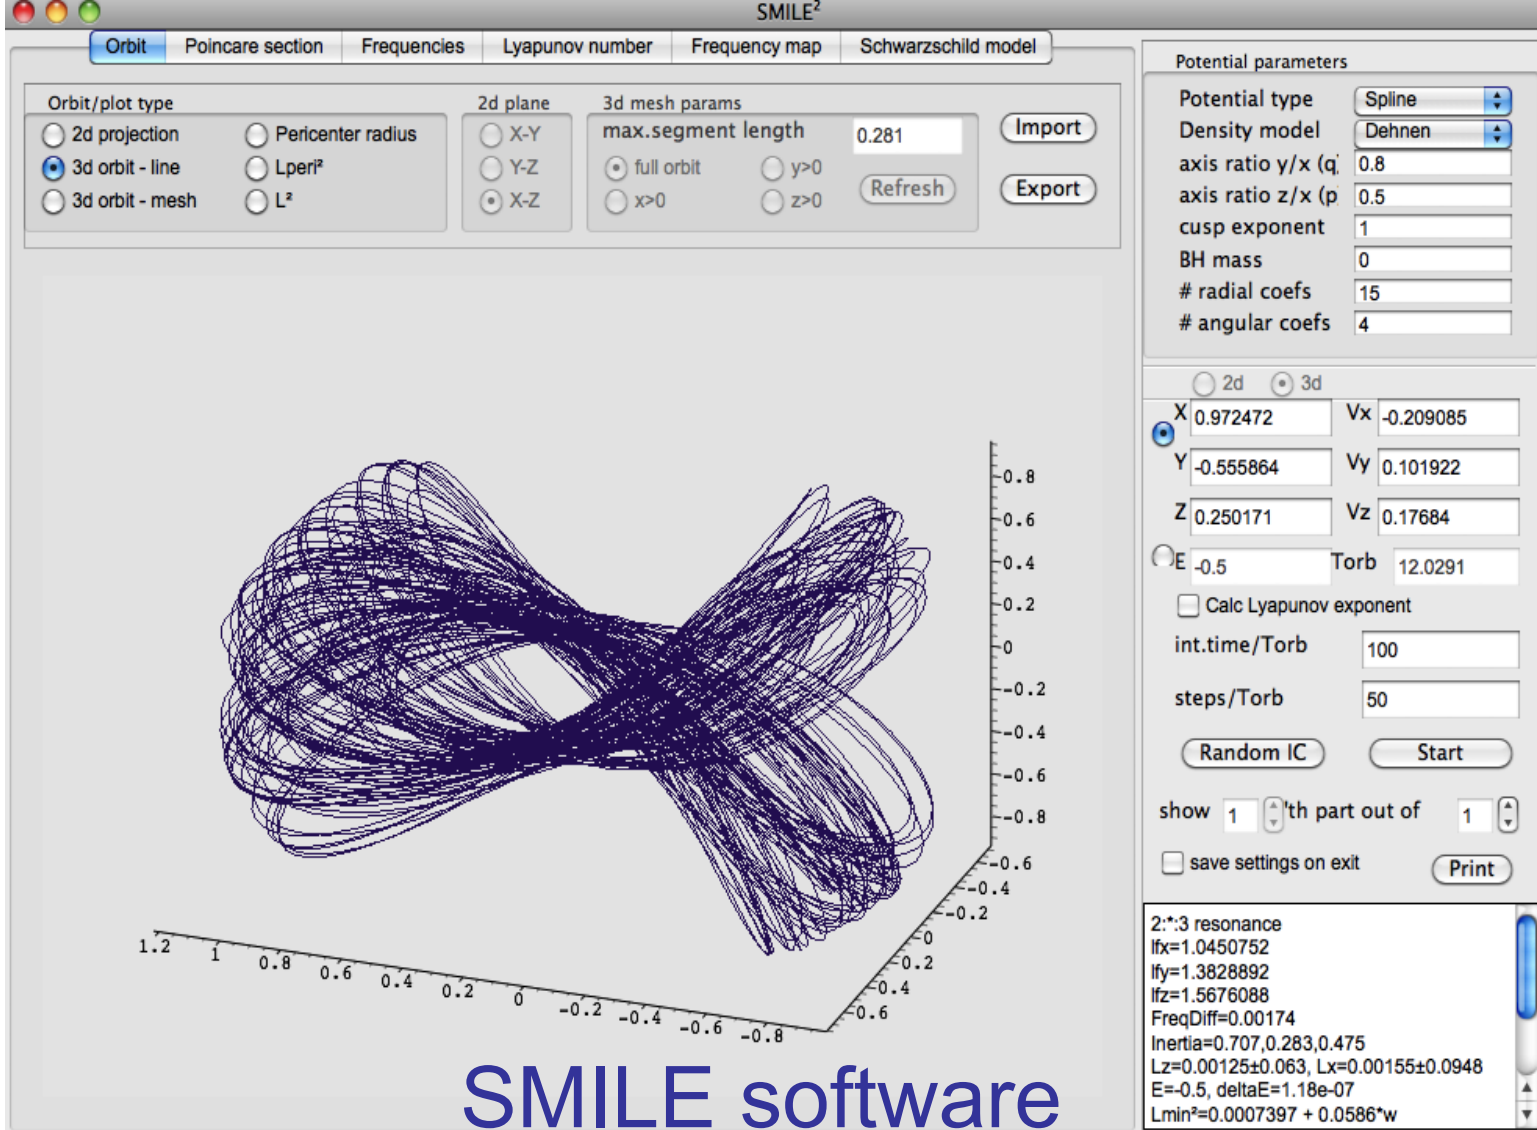 SMILE²
Orbit Poincare section Frequencies Lyapunov number Frequency map Schwarzschild model
Orbit/plot type
2d projection
3d orbit - line
3d orbit - mesh
Pericenter radius
Lperi²
L²
2d plane
X-Y
Y-Z
X-Z
3d mesh params
max.segment length 0.281
full orbit
x>0
y>0
z>0
Refresh
Import
Export
Potential parameters
Potential type Spline
Density model Dehnen
axis ratio y/x (q 0.8
axis ratio z/x (p 0.5
cusp exponent 1
BH mass 0
# radial coefs 15
# angular coefs 4
2d 3d
X 0.972472 Vx -0.209085
Y -0.555864 Vy 0.101922
Z 0.250171 Vz 0.17684
E -0.5 Torb 12.0291
Calc Lyapunov exponent
int.time/Torb 100
steps/Torb 50
Random IC Start
show 1 'th part out of 1
save settings on exit Print
2:*:3 resonance
lfx=1.0450752
lfy=1.3828892
lfz=1.5676088
FreqDiff=0.00174
Inertia=0.707,0.283,0.475
Lz=0.00125±0.063, Lx=0.00155±0.0948
E=-0.5, deltaE=1.18e-07
Lmin²=0.0007397 + 0.0586*w
0.8
0.6
0.4
0.2
0
-0.2
-0.4
-0.6
-0.8
-0.6
-0.4
-0.2
0
0.2
0.4
0.6
1.2 1 0.8 0.6 0.4 0.2 0 -0.2 -0.4 -0.6 -0.8
SMILE software